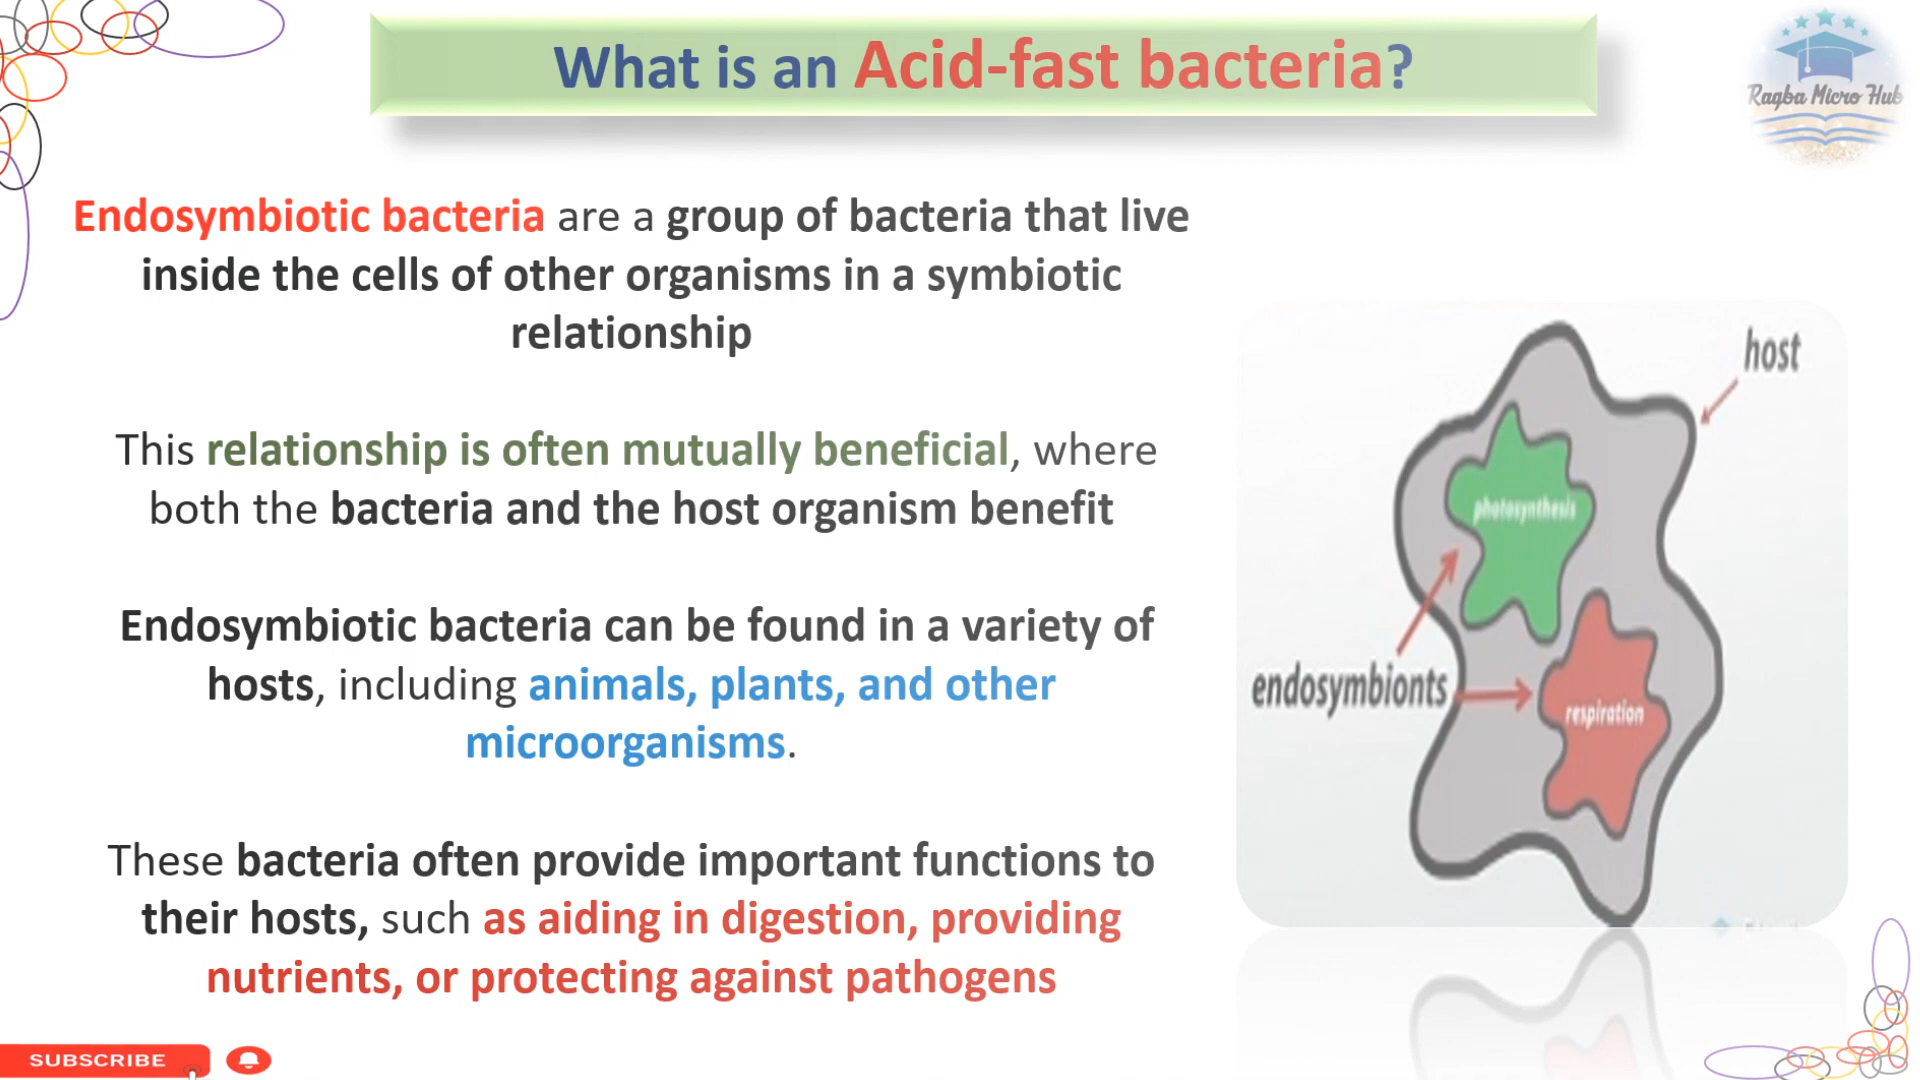 What is an Acid-fast bacteria?
Raqba Micro Hub
Endosymbiotic bacteria are a group of bacteria that live
inside the cells of other organisms in a symbiotic
relationship
This relationship is often mutually beneficial, where
both the bacteria and the host organism benefit
Endosymbiotic bacteria can be found in a variety of
hosts, including animals, plants, and other
microorganisms.
These bacteria often provide important functions to
their hosts, such as aiding in digestion, providing
nutrients, or protecting against pathogens
host
photosynthesis
endosymbionts
respiration
SUBSCRIBE